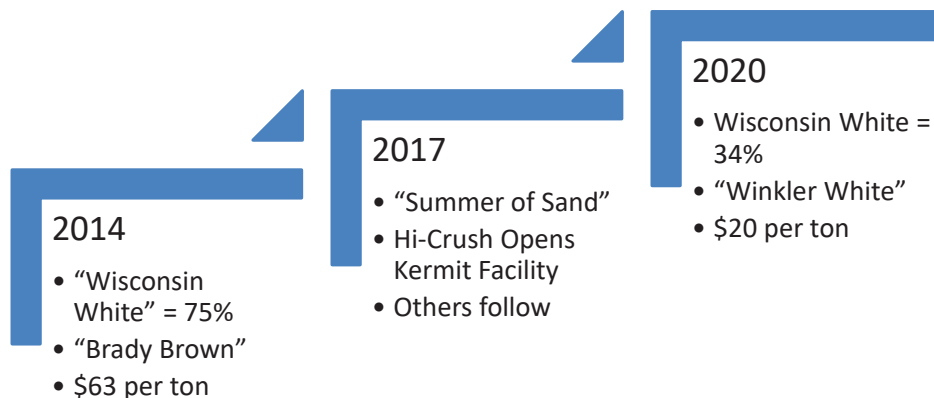 2014
• “Wisconsin
White” = 75%
• “Brady Brown”
• $63 per ton
2017
• “Summer of Sand”
• Hi-Crush Opens
Kermit Facility
• Others follow
2020
• Wisconsin White =
34%
• “Winkler White”
• $20 per ton